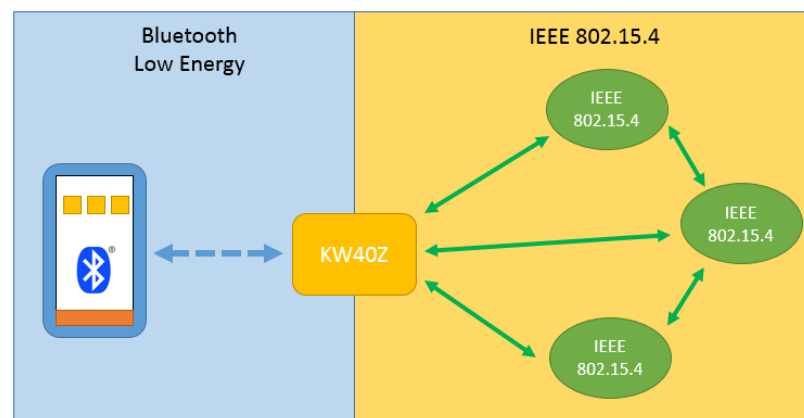 Bluetooth
Low Energy
IEEE 802.15.4
IEEE
802.15.4
IEEE
802.15.4
KW40Z
IEEE
802.15.4
®